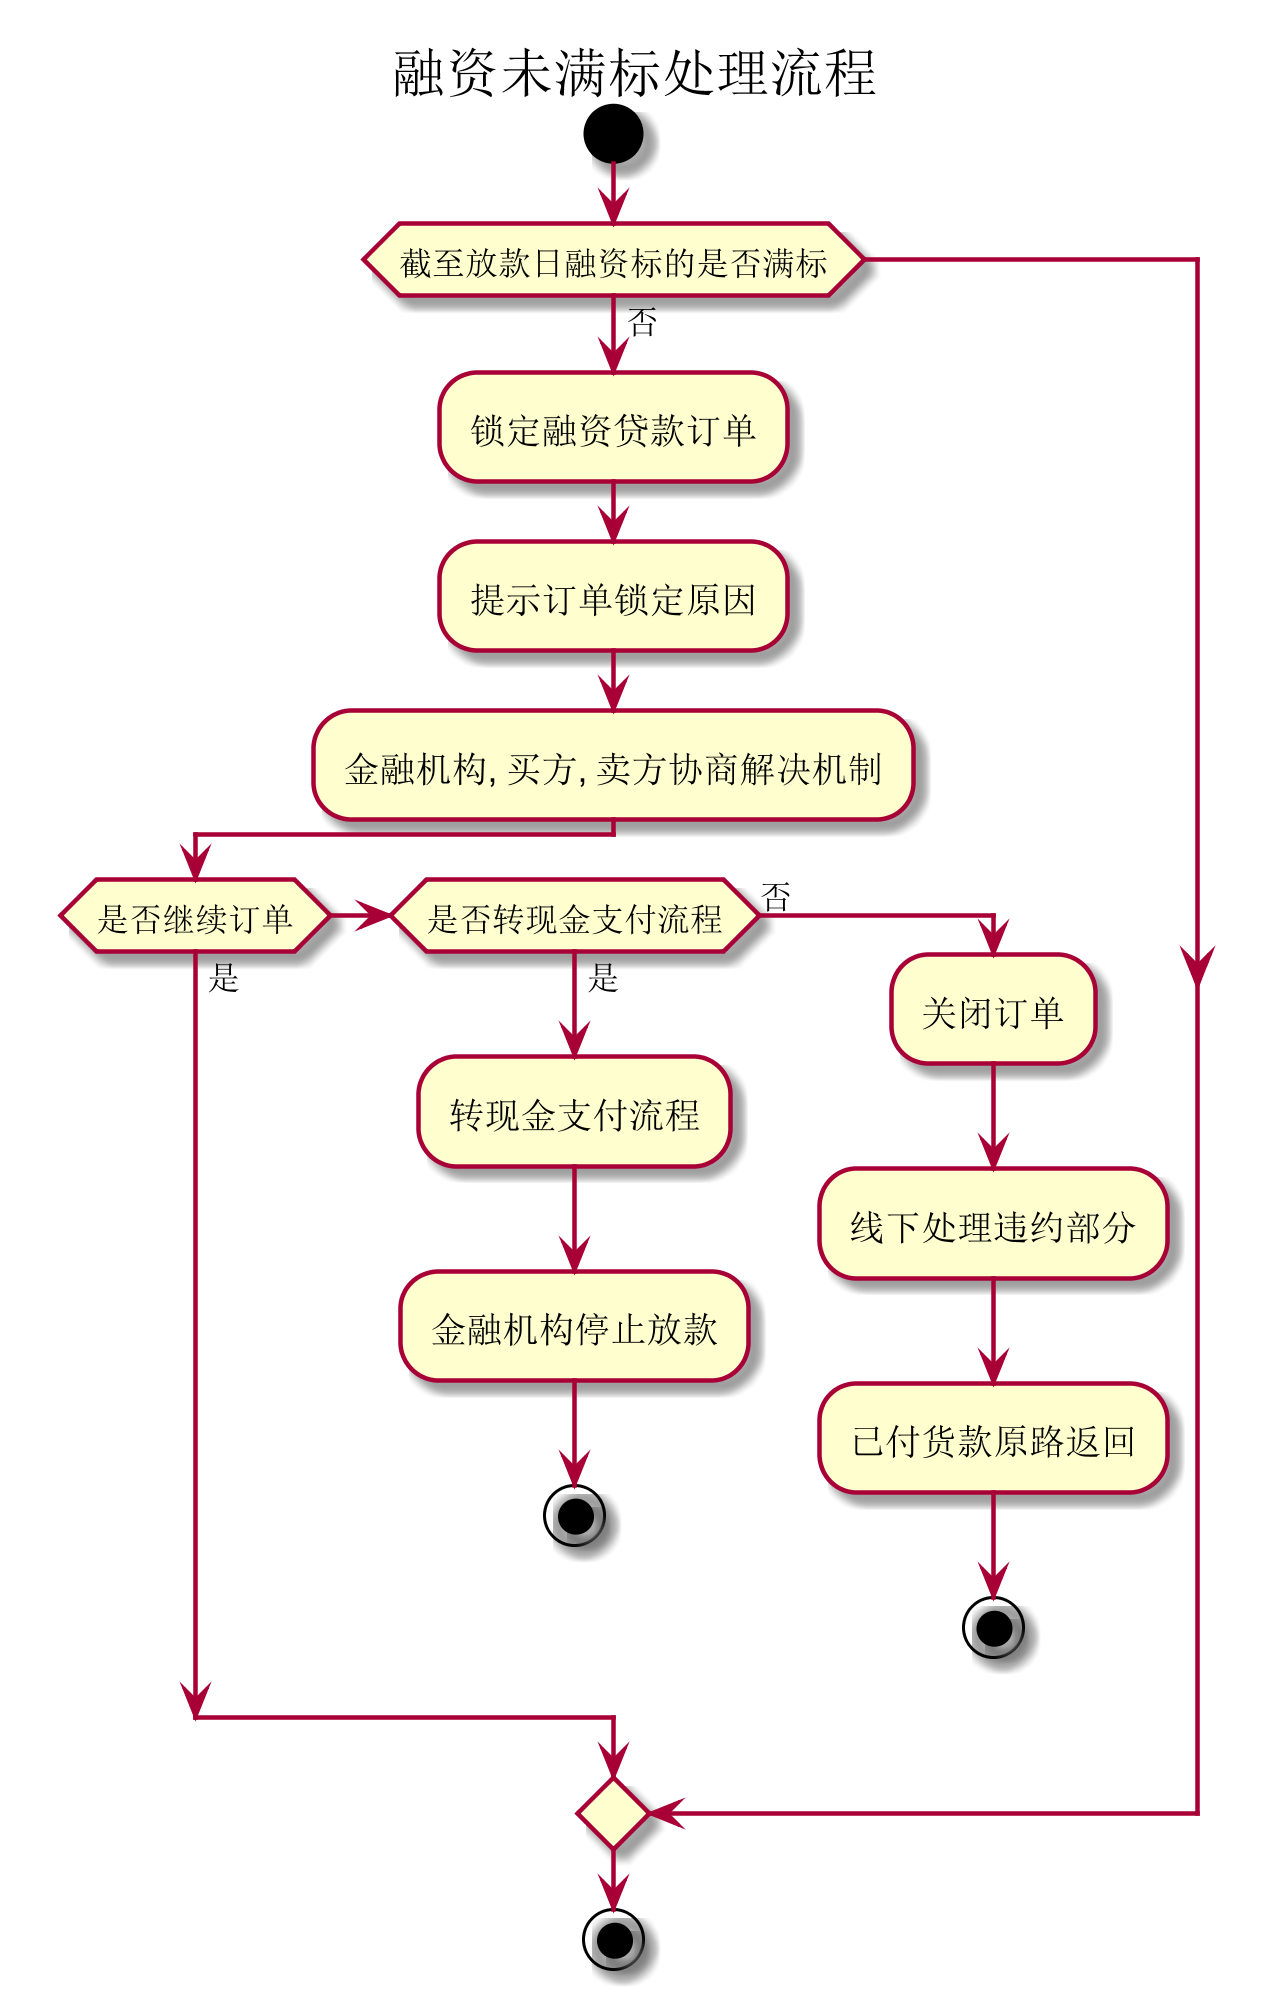 融资未满标处理流程
截至放款日融资标的是否满标
否
锁定融资贷款订单
提示订单锁定原因
金融机构, 买方, 卖方协商解决机制
是否继续订单
是否转现金支付流程
否
是
是
关闭订单
转现金支付流程
线下处理违约部分
金融机构停止放款
已付货款原路返回